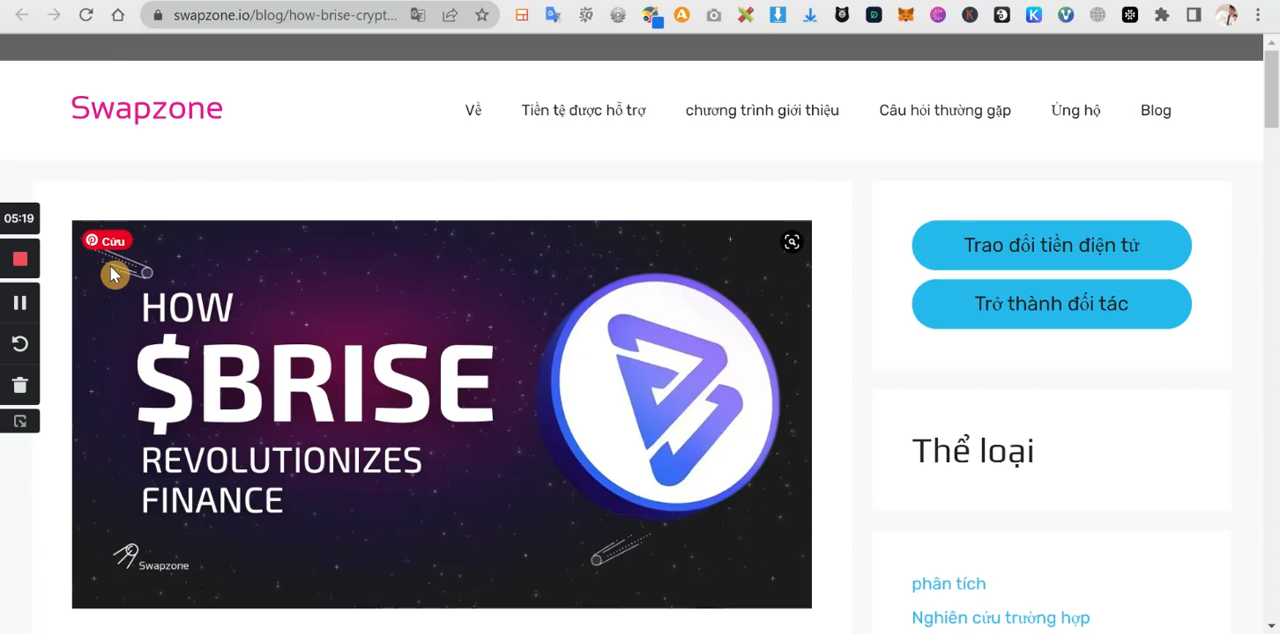 swapzone.io/blog/how-brise-crypt...
Swapzone
Về
Tiền tệ được hỗ trợ
chương trình giới thiệu
Câu hỏi thường gặp
Ủng hộ
Blog
05:19
Cứu
HOW
$BRISE
REVOLUTIONIZES
FINANCE
Swapzone
Trao đổi tiền điện tử
Trở thành đối tác
Thể loại
phân tích
Nghiên cứu trường hợp